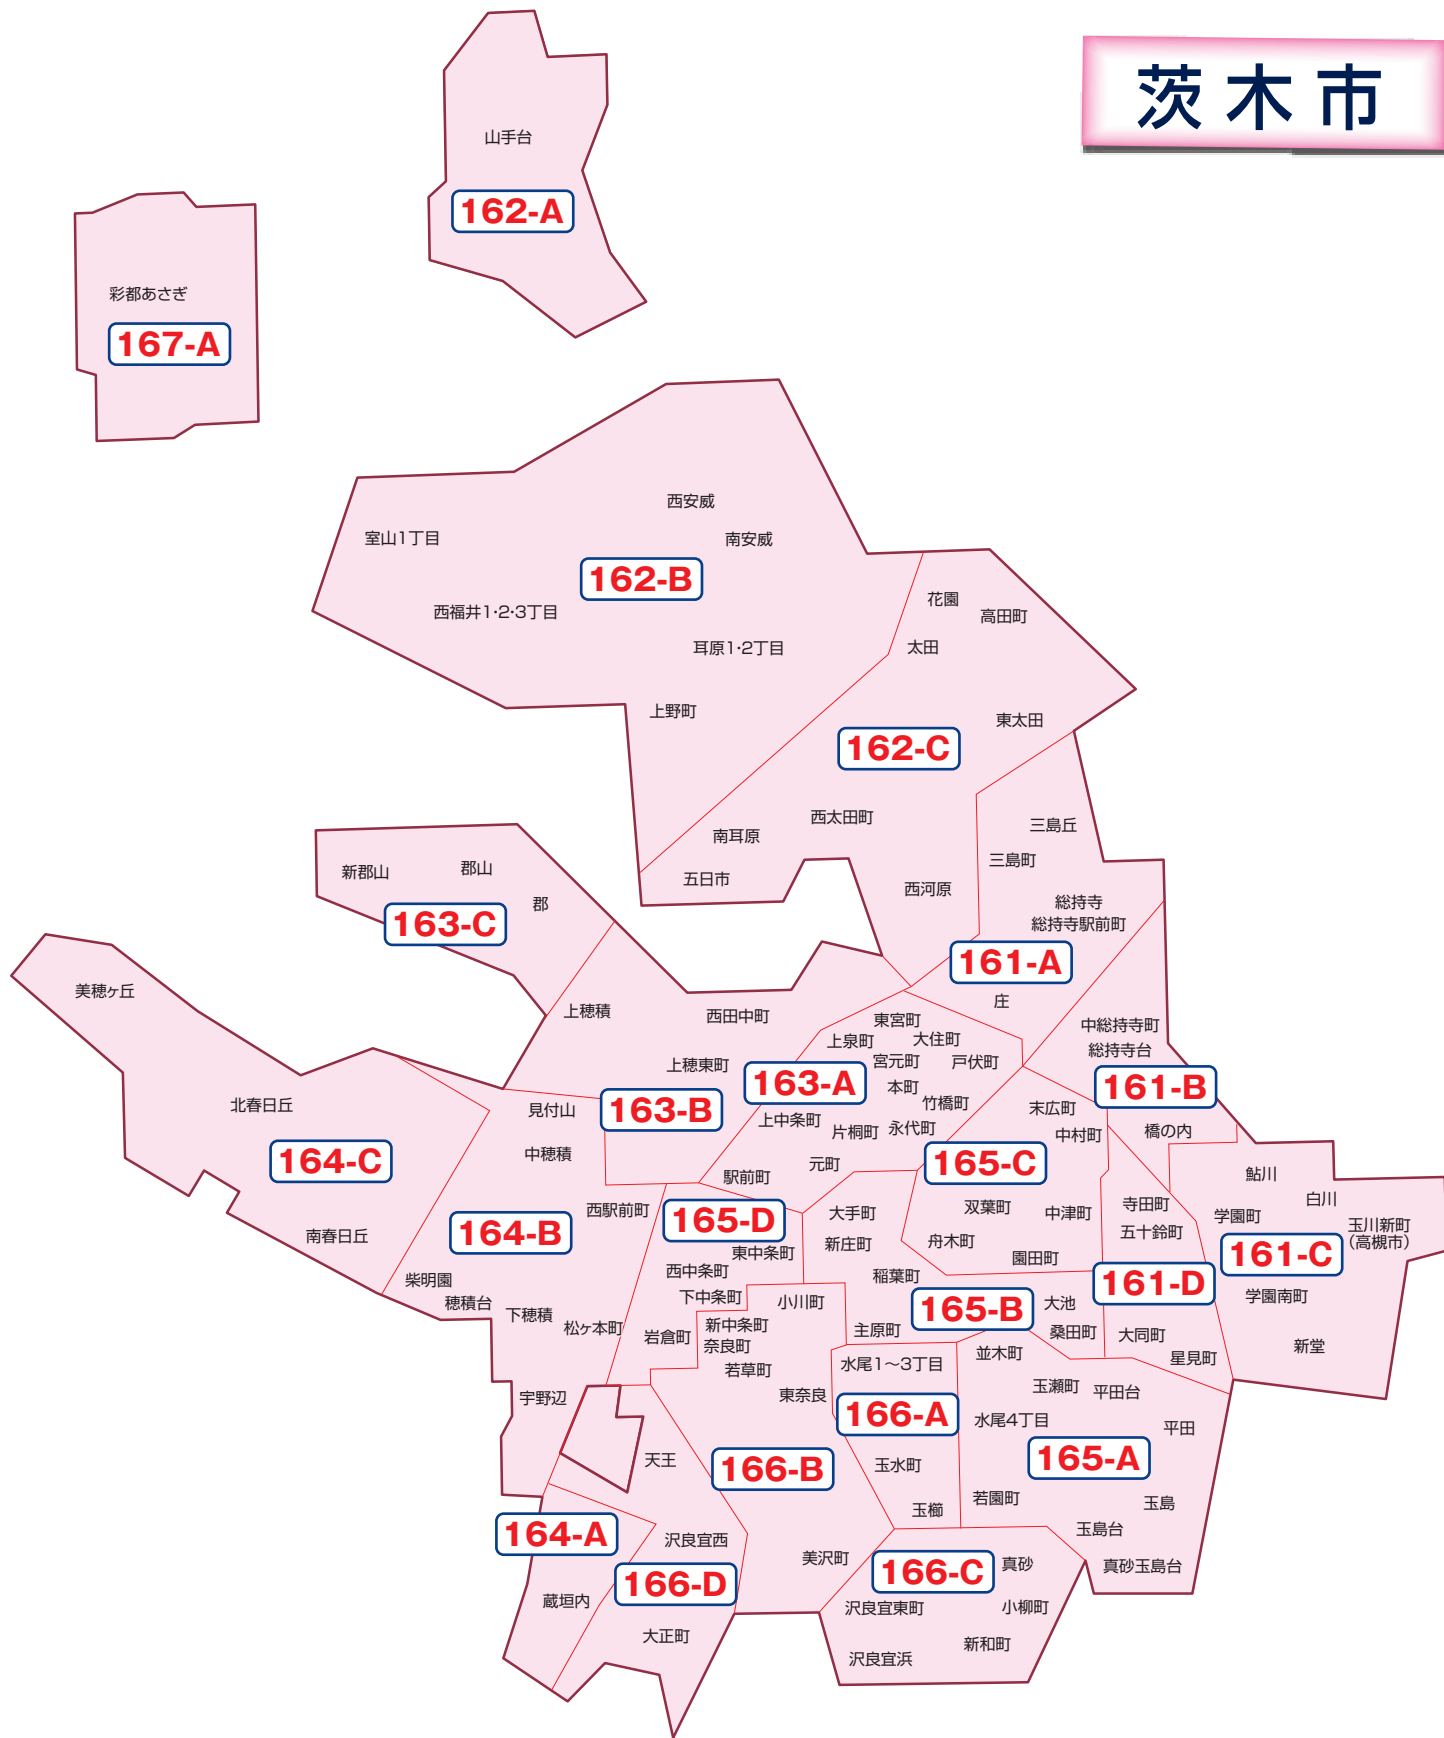 茨木市
山手台
162-A
彩都あさぎ
167-A
西安威
室山1丁目
南安威
162-B
西福井1・2・3丁目
耳原1・2丁目
上野町
花園
高田町
太田
東太田
162-C
西太田町
南耳原
五日市
西河原
三島丘
三島町
総持寺
総持寺駅前町
161-A
庄
新郡山
郡山
郡
163-C
美穂ヶ丘
北春日丘
164-C
南春日丘
上穂積
西田中町
上穂東町
163-B
東宮町
上泉町
大住町
宮元町
戸伏町
163-A
本町
竹橋町
上中条町
片桐町
永代町
元町
駅前町
中総持寺町
総持寺台
161-B
橋の内
末広町
中村町
165-C
双葉町
中津町
舟木町
園田町
見付山
中穂積
西駅前町
164-B
柴明園
穂積台
下穂積
松ヶ本町
宇野辺
165-D
東中条町
西中条町
下中条町
岩倉町
大手町
新庄町
稲葉町
165-B
大池
桑田町
主原町
寺田町
五十鈴町
161-D
大同町
星見町
鮎川
白川
学園町
玉川新町
(高槻市)
161-C
学園南町
新堂
小川町
新中条町
奈良町
若草町
東奈良
166-B
美沢町
水尾1～3丁目
166-A
玉水町
玉櫛
並木町
玉瀬町
平田台
水尾4丁目
平田
165-A
若園町
玉島
玉島台
真砂玉島台
天王
沢良宜西
166-D
大正町
164-A
蔵垣内
166-C
真砂
沢良宜東町
小柳町
新和町
沢良宜浜